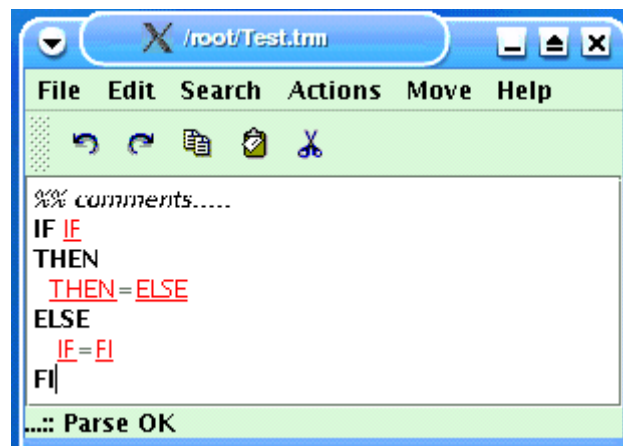 /root/Test.trm
File Edit Search Actions Move Help
%% comments.....
IF IF
THEN
THEN=ELSE
ELSE
IF=FI
FI
...:: Parse OK